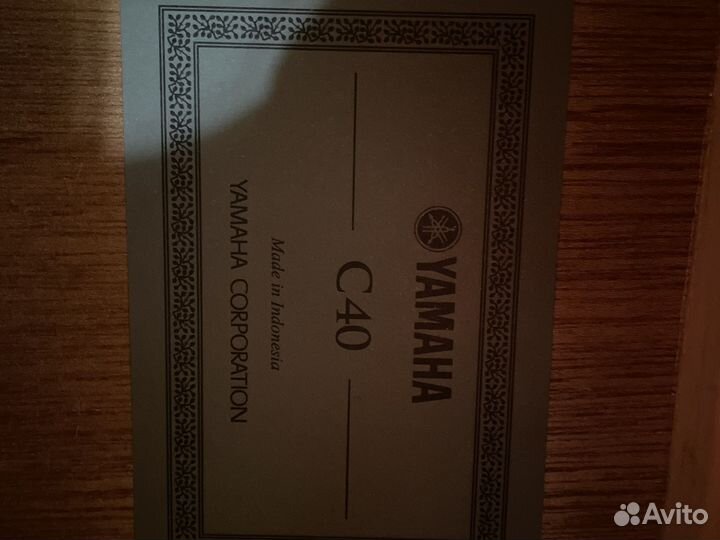 YAMAHA
C40
Made in Indonesia
YAMAHA CORPORATION
Avito